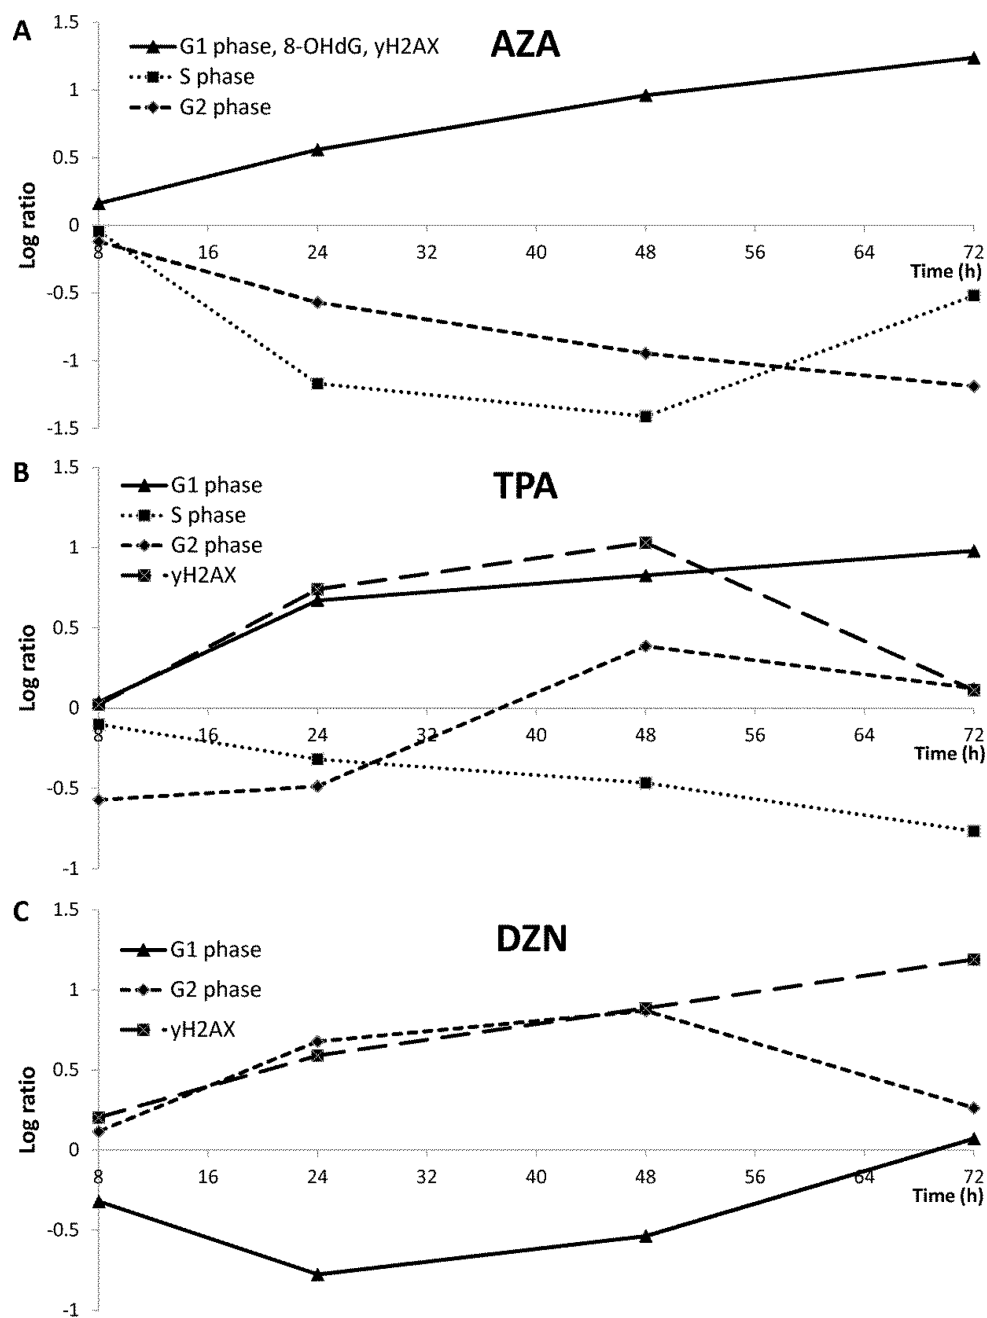 A
AZA
1.5
G1 phase, 8-OHdG, yH2AX
S phase
G2 phase
1
0.5
0
-0.5
-1
-1.5
Log ratio
8 16 24 32 40 48 56 64 72
Time (h)
B
TPA
1.5
G1 phase
S phase
G2 phase
yH2AX
1
0.5
0
-0.5
-1
Log ratio
8 16 24 32 40 48 56 64 72
Time (h)
C
DZN
1.5
G1 phase
G2 phase
yH2AX
1
0.5
0
-0.5
-1
Log ratio
8 16 24 32 40 48 56 64 72
Time (h)